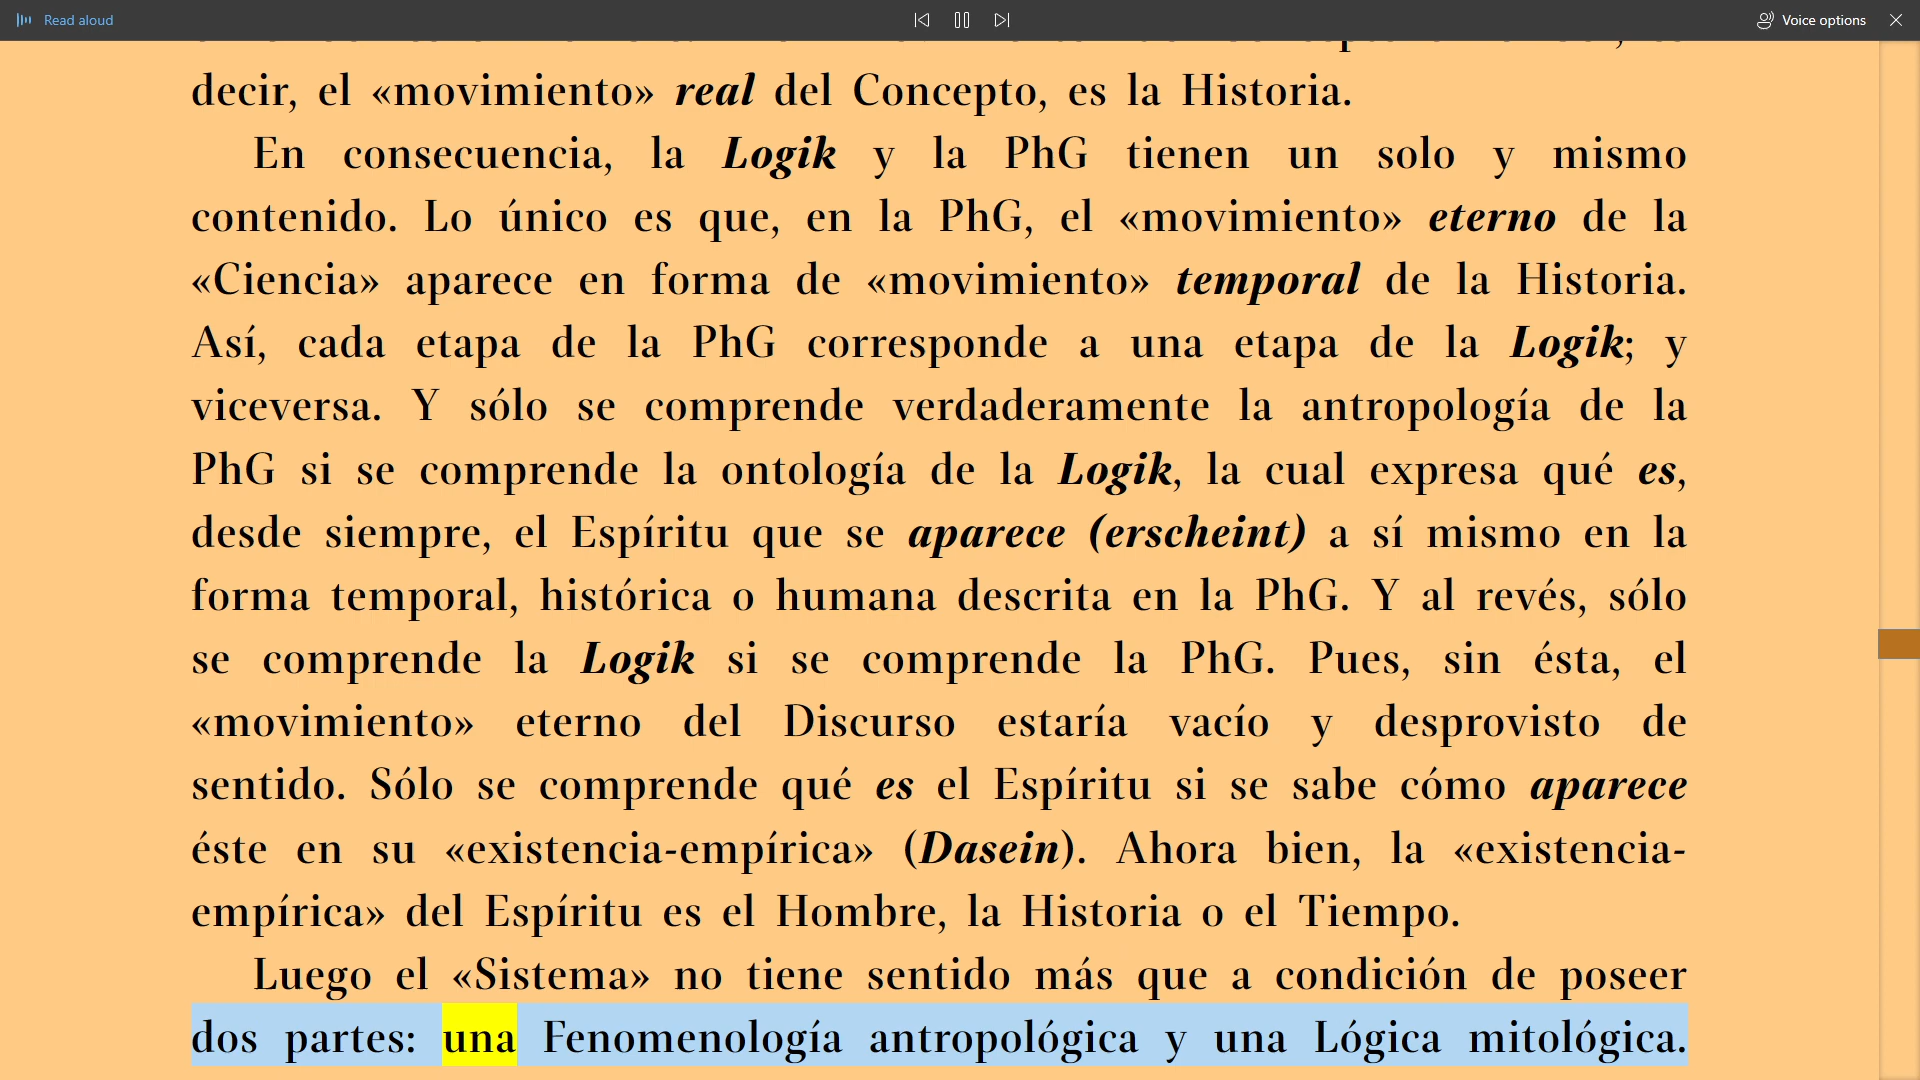 Read aloud
Voice options
decir, el «movimiento» real del Concepto, es la Historia.
En consecuencia, la Logik y la PhG tienen un solo y mismo
contenido. Lo único es que, en la PhG, el «movimiento» eterno de la
«Ciencia» aparece en forma de «movimiento» temporal de la Historia.
Así, cada etapa de la PhG corresponde a una etapa de la Logik; y
viceversa. Y sólo se comprende verdaderamente la antropología de la
PhG si se comprende la ontología de la Logik, la cual expresa qué es,
desde siempre, el Espíritu que se aparece (erscheint) a sí mismo en la
forma temporal, histórica o humana descrita en la PhG. Y al revés, sólo
se comprende la Logik si se comprende la PhG. Pues, sin ésta, el
«movimiento» eterno del Discurso estaría vacío y desprovisto de
sentido. Sólo se comprende qué es el Espíritu si se sabe cómo aparece
éste en su «existencia-empírica» (Dasein). Ahora bien, la «existencia-
empírica» del Espíritu es el Hombre, la Historia o el Tiempo.
Luego el «Sistema» no tiene sentido más que a condición de poseer
dos partes: una Fenomenología antropológica y una Lógica mitológica.